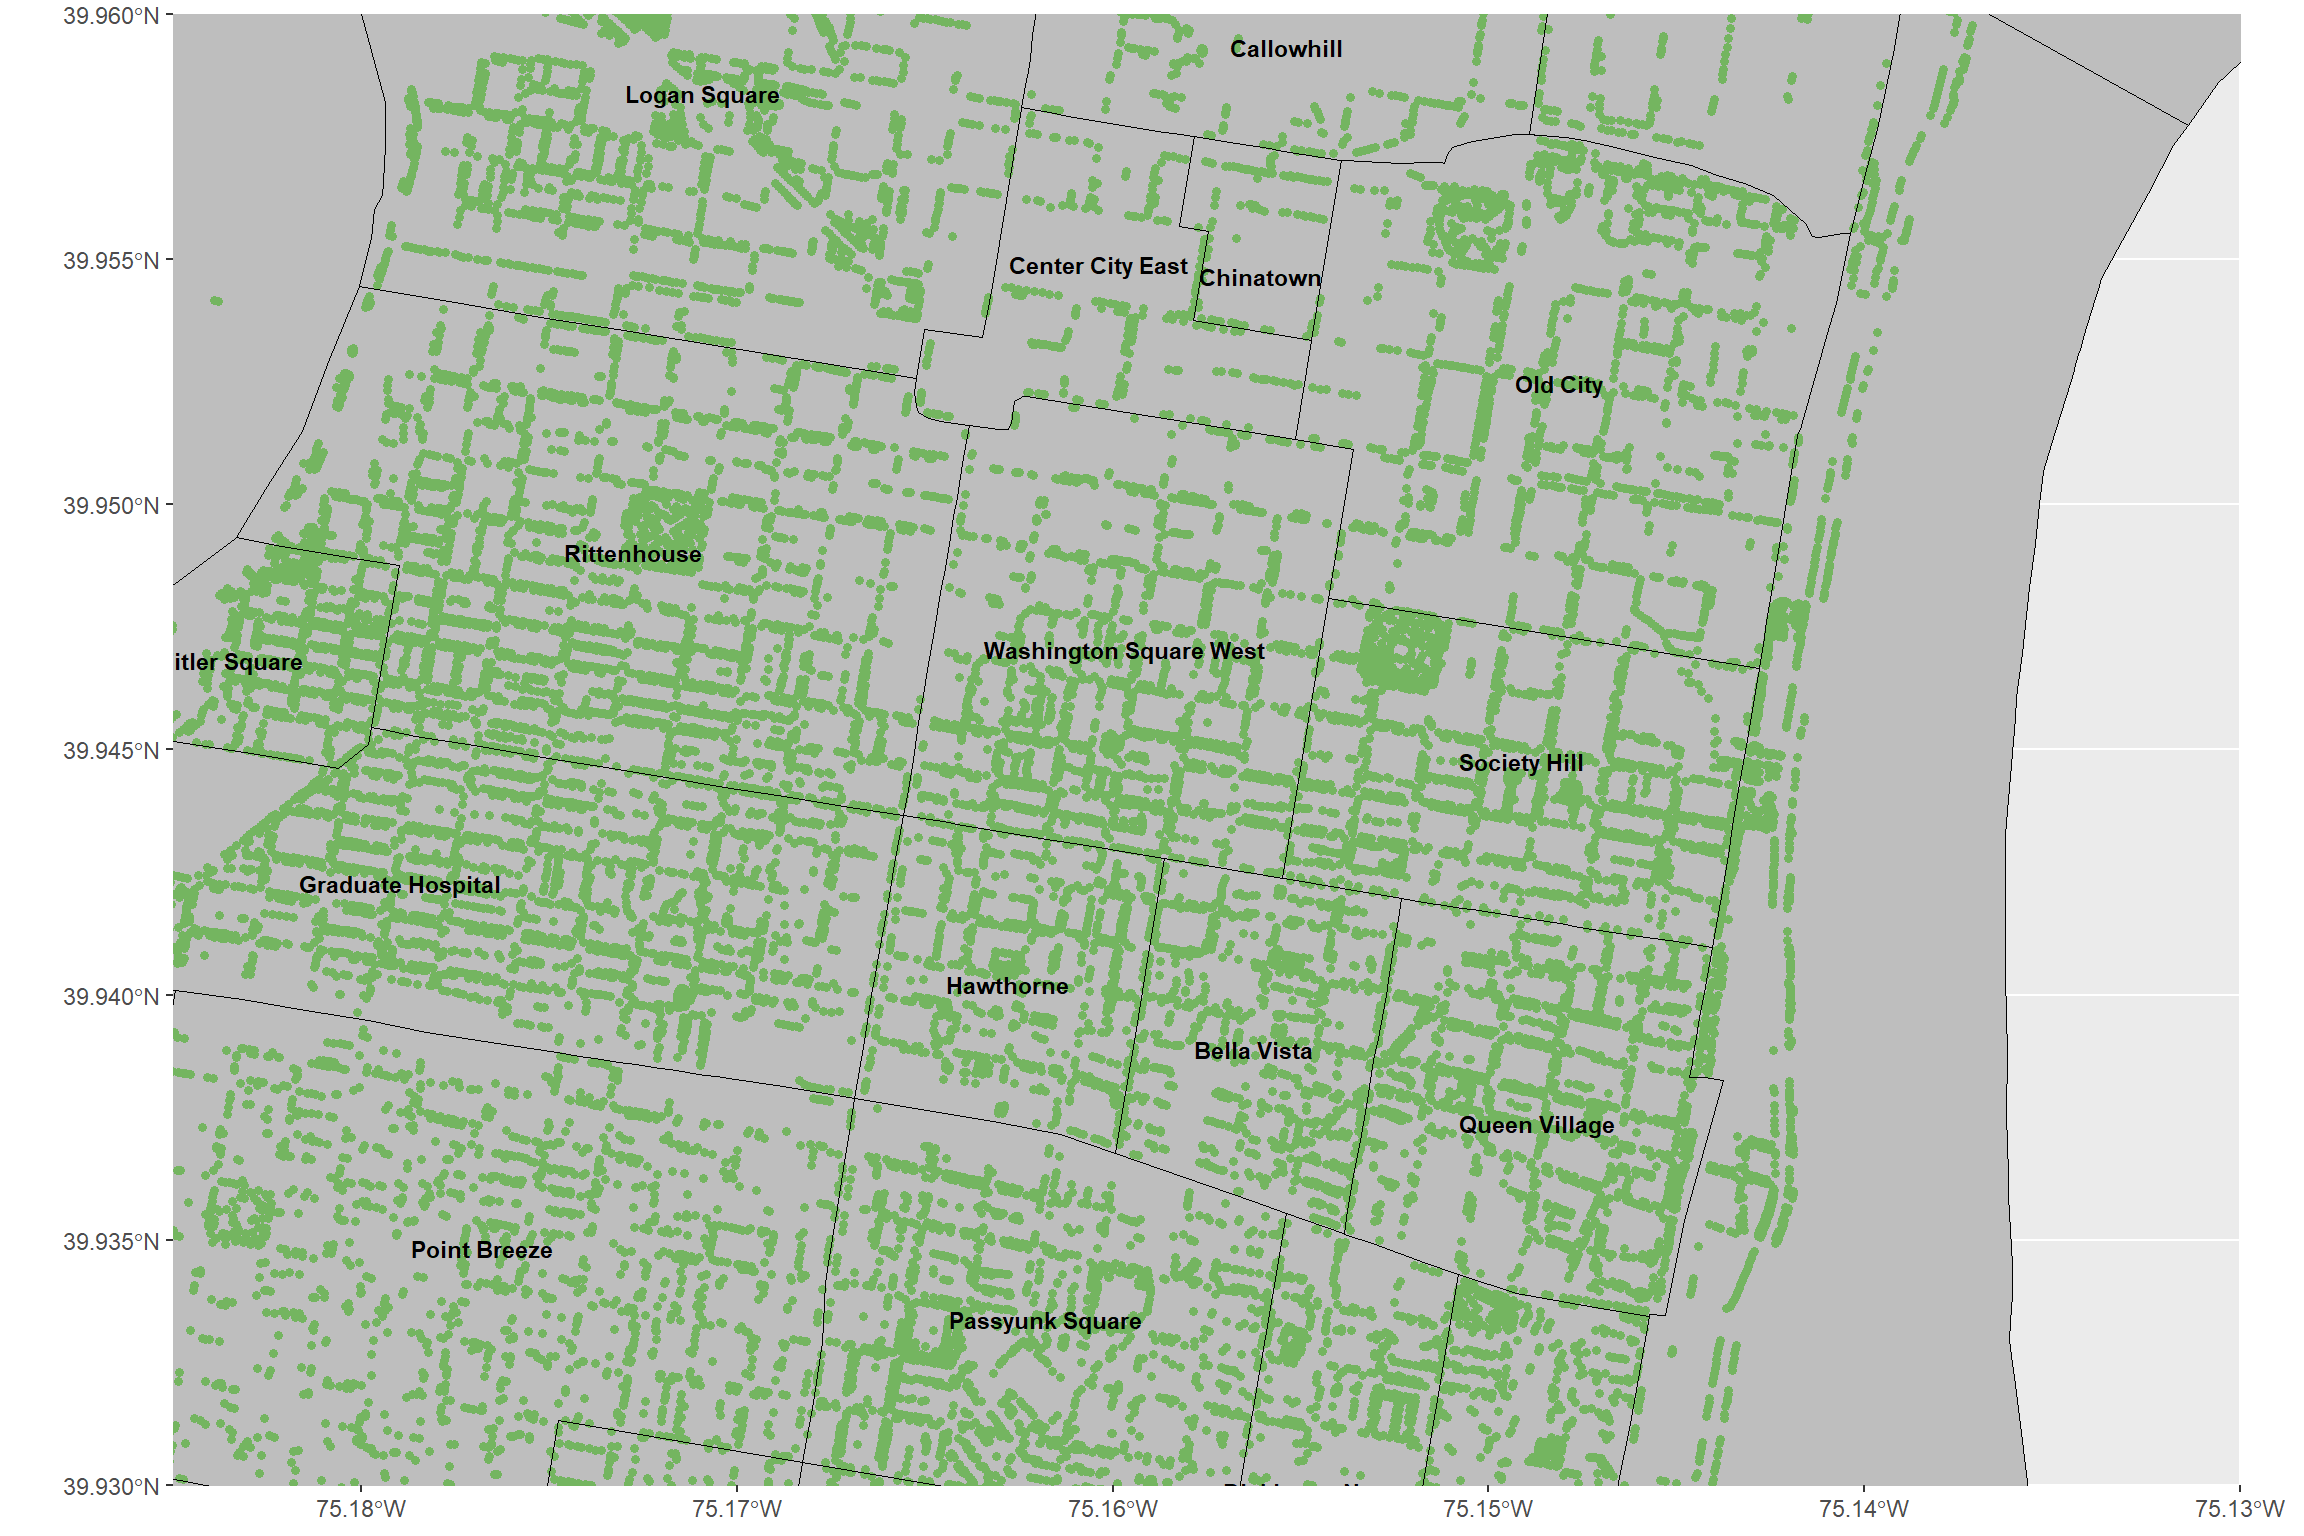 39.960°N
Callowhill
Logan Square
39.955°N
Center City East
Chinatown
Old City
39.950°N
Rittenhouse
Washington Square West
itler Square
39.945°N
Society Hill
Graduate Hospital
39.940°N
Hawthorne
Bella Vista
Queen Village
39.935°N
Point Breeze
Passyunk Square
39.930°N
75.18°W
75.17°W
75.16°W
75.15°W
75.14°W
75.13°W